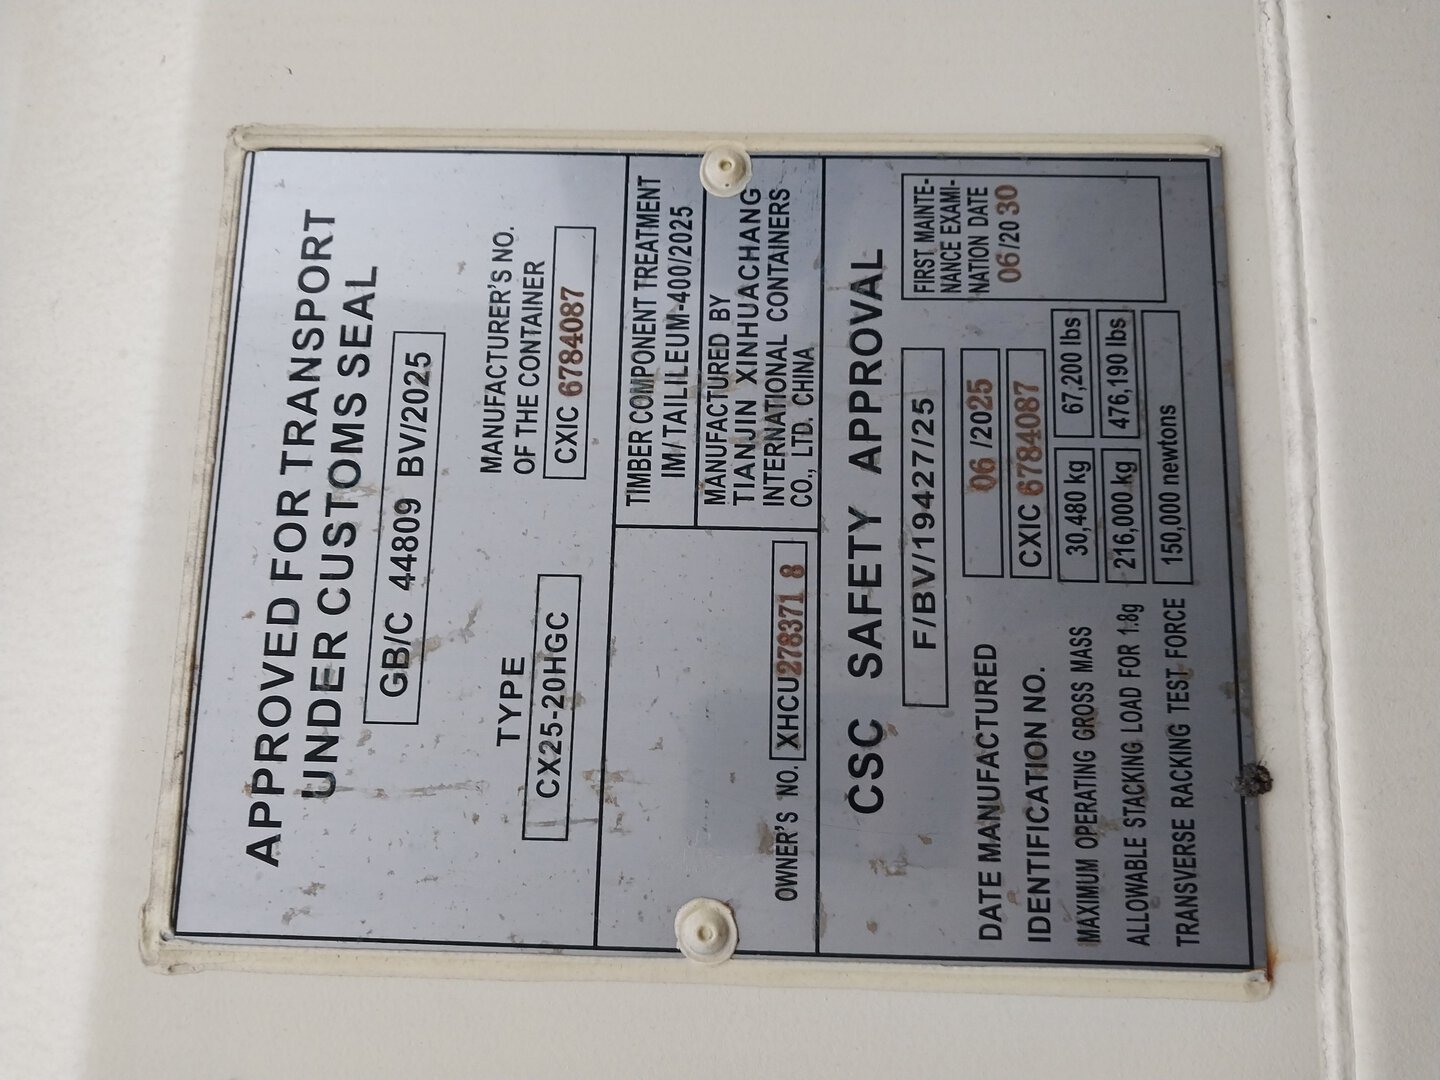 APPROVED FOR TRANSPORT
UNDER CUSTOMS SEAL
GB/C 44809 BV/2025
TYPE
CX25-20HGC
MANUFACTURER'S NO.
OF THE CONTAINER
CXIC 6784087
TIMBER COMPONENT TREATMENT
IM/TAILILEUM-400/2025
MANUFACTURED BY
TIANJIN XINHUACHANG
INTERNATIONAL CONTAINERS
CO., LTD. CHINA
OWNER'S NO. XHCU278371 8
CSC SAFETY APPROVAL
F/BV/19427/25
FIRST MAINTE-
NANCE EXAMI-
NATION DATE
06/20 30
DATE MANUFACTURED 06 /2025
IDENTIFICATION NO. CXIC 6784087
MAXIMUM OPERATING GROSS MASS 30,480 kg 67,200 lbs
ALLOWABLE STACKING LOAD FOR 1.8g 216,000 kg 476,190 lbs
TRANSVERSE RACKING TEST FORCE 150,000 newtons